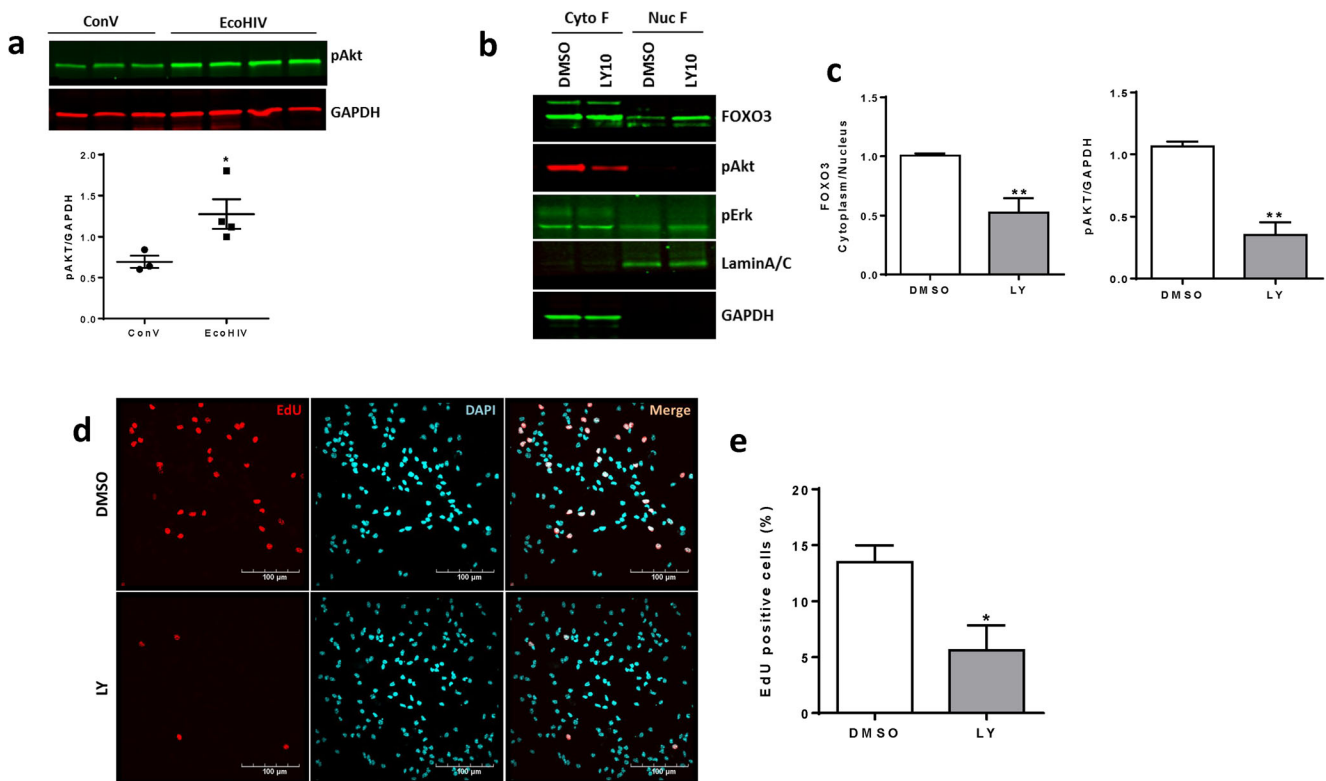 a
ConV EcoHIV
pAkt
GAPDH
pAKT/GAPDH
2.0
1.5
1.0
0.5
0.0
*
ConV EcoHIV
b
Cyto F Nuc F
DMSO LY10 DMSO LY10
FOXO3
pAkt
pErk
LaminA/C
GAPDH
c
FOXO3
Cytoplasm/Nucleus
1.5
1.0
0.5
0.0
**
DMSO LY
pAKT/GAPDH
1.5
1.0
0.5
0.0
**
DMSO LY
d
EdU DAPI Merge
DMSO
100 µm 100 µm 100 µm
LY
100 µm 100 µm 100 µm
e
EdU positive cells (%)
20
15
10
5
0
*
DMSO LY